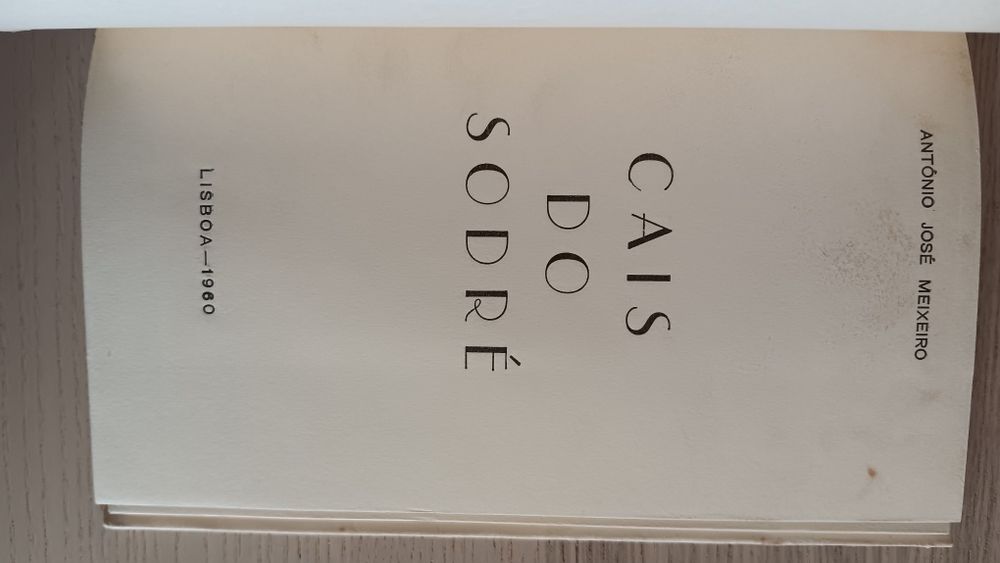 ANTÓNIO JOSÉ MEIXEIRO
CAIS
DO
SODRÉ
LISBOA—1960